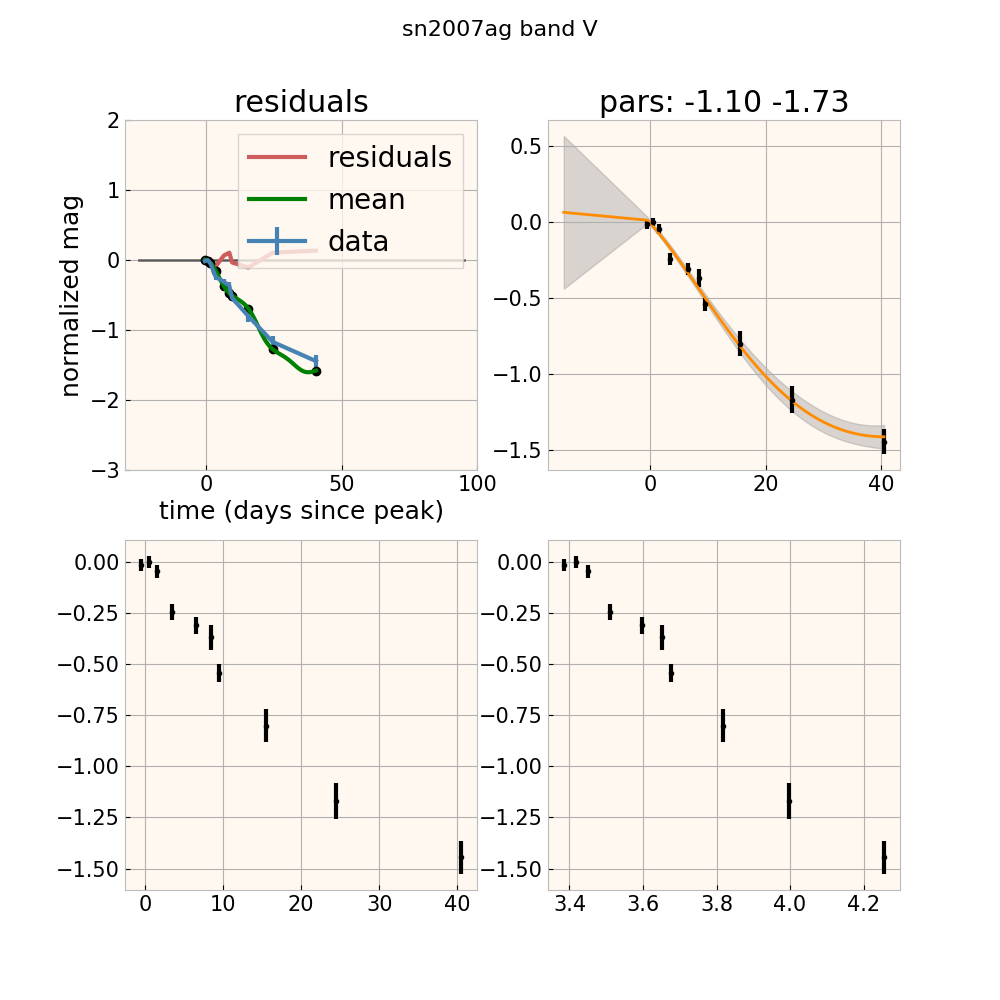 sn2007ag band V
residuals
pars: -1.10 -1.73
normalized mag
2
1
0
−1
−2
−3
residuals
mean
data
0 50 100
time (days since peak)
0.5
0.0
−0.5
−1.0
−1.5
0 20 40
0.00
−0.25
−0.50
−0.75
−1.00
−1.25
−1.50
0 10 20 30 40
0.00
−0.25
−0.50
−0.75
−1.00
−1.25
−1.50
3.4 3.6 3.8 4.0 4.2